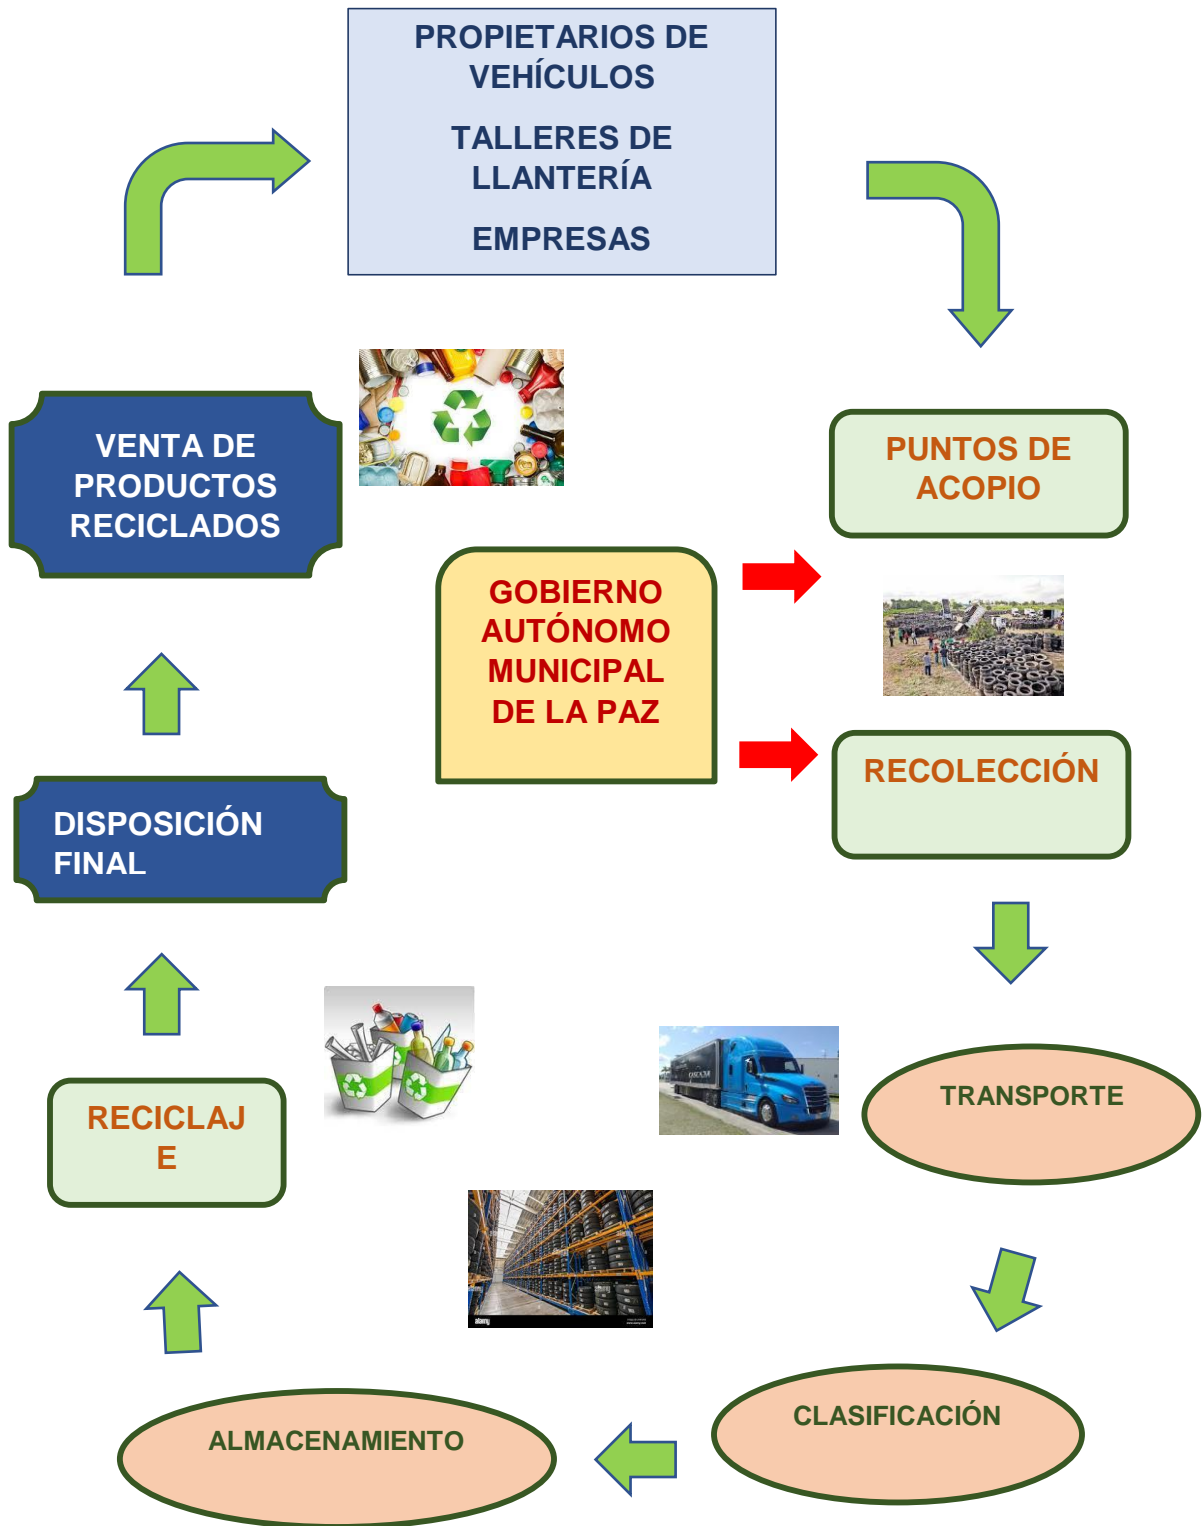 PROPIETARIOS DE
VEHÍCULOS
TALLERES DE
LLANTERÍA
EMPRESAS
VENTA DE
PRODUCTOS
RECICLADOS
PUNTOS DE
ACOPIO
GOBIERNO
AUTÓNOMO
MUNICIPAL
DE LA PAZ
RECOLECCIÓN
DISPOSICIÓN
FINAL
TRANSPORTE
RECICLAJ
E
alamy
CLASIFICACIÓN
ALMACENAMIENTO